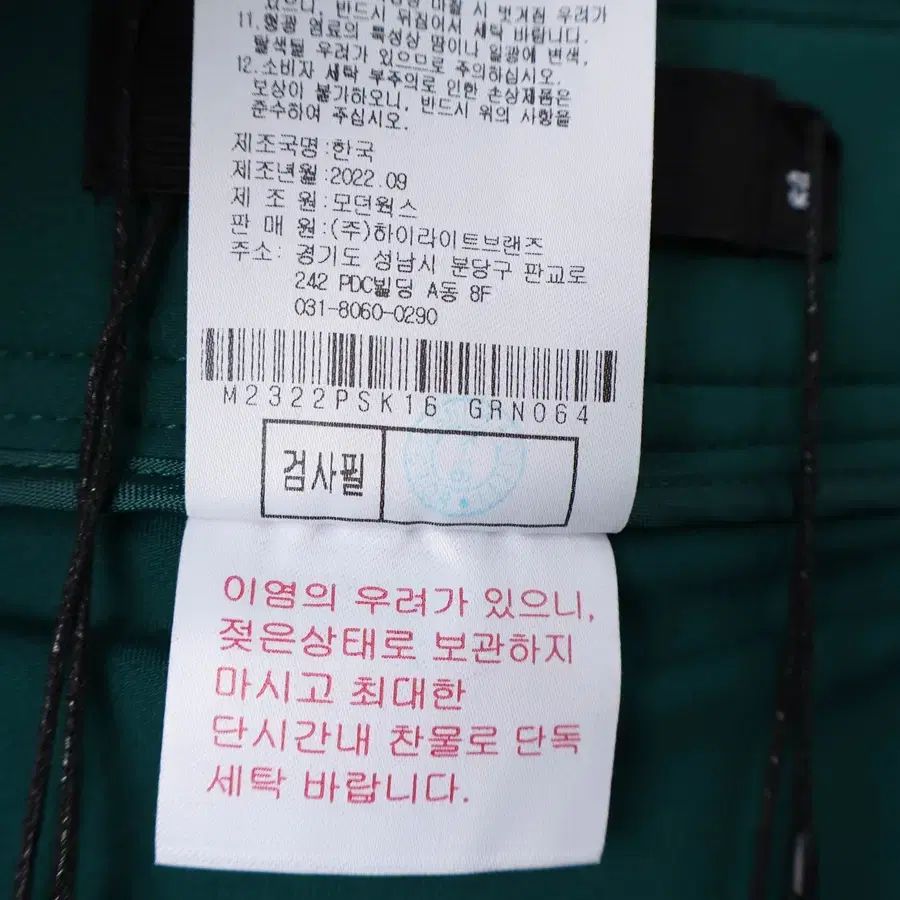 있으니, 반드시 뒤집어서 세탁 바랍니다.
11.형광 염료의 특성상 땀이나 일광에 변색,
탈색될 우려가 있으므로 주의하십시오.
12.소비자 세탁 부주의로 인한 손상제품은
보상이 불가하오니, 반드시 위의 사항을
준수하여 주십시오.
제조국명:한국
제조년월:2022.09
제 조 원:모던웍스
판 매 원:(주)하이라이트브랜즈
주소: 경기도 성남시 분당구 판교로
242 PDC빌딩 A동 8F
031-8060-0290
M2322PSK16 GRN064
검사필
이염의 우려가 있으니,
젖은상태로 보관하지
마시고 최대한
단시간내 찬물로 단독
세탁 바랍니다.